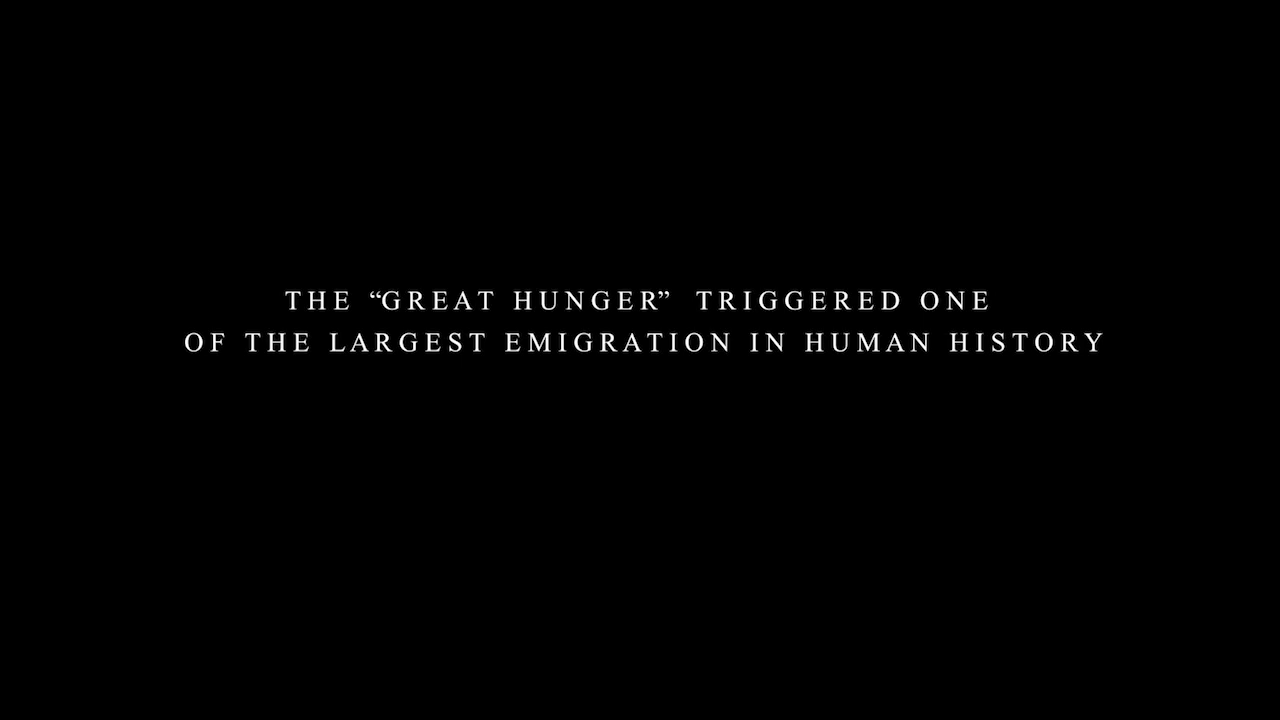 THE “GREAT HUNGER” TRIGGERED ONE
OF THE LARGEST EMIGRATION IN HUMAN HISTORY